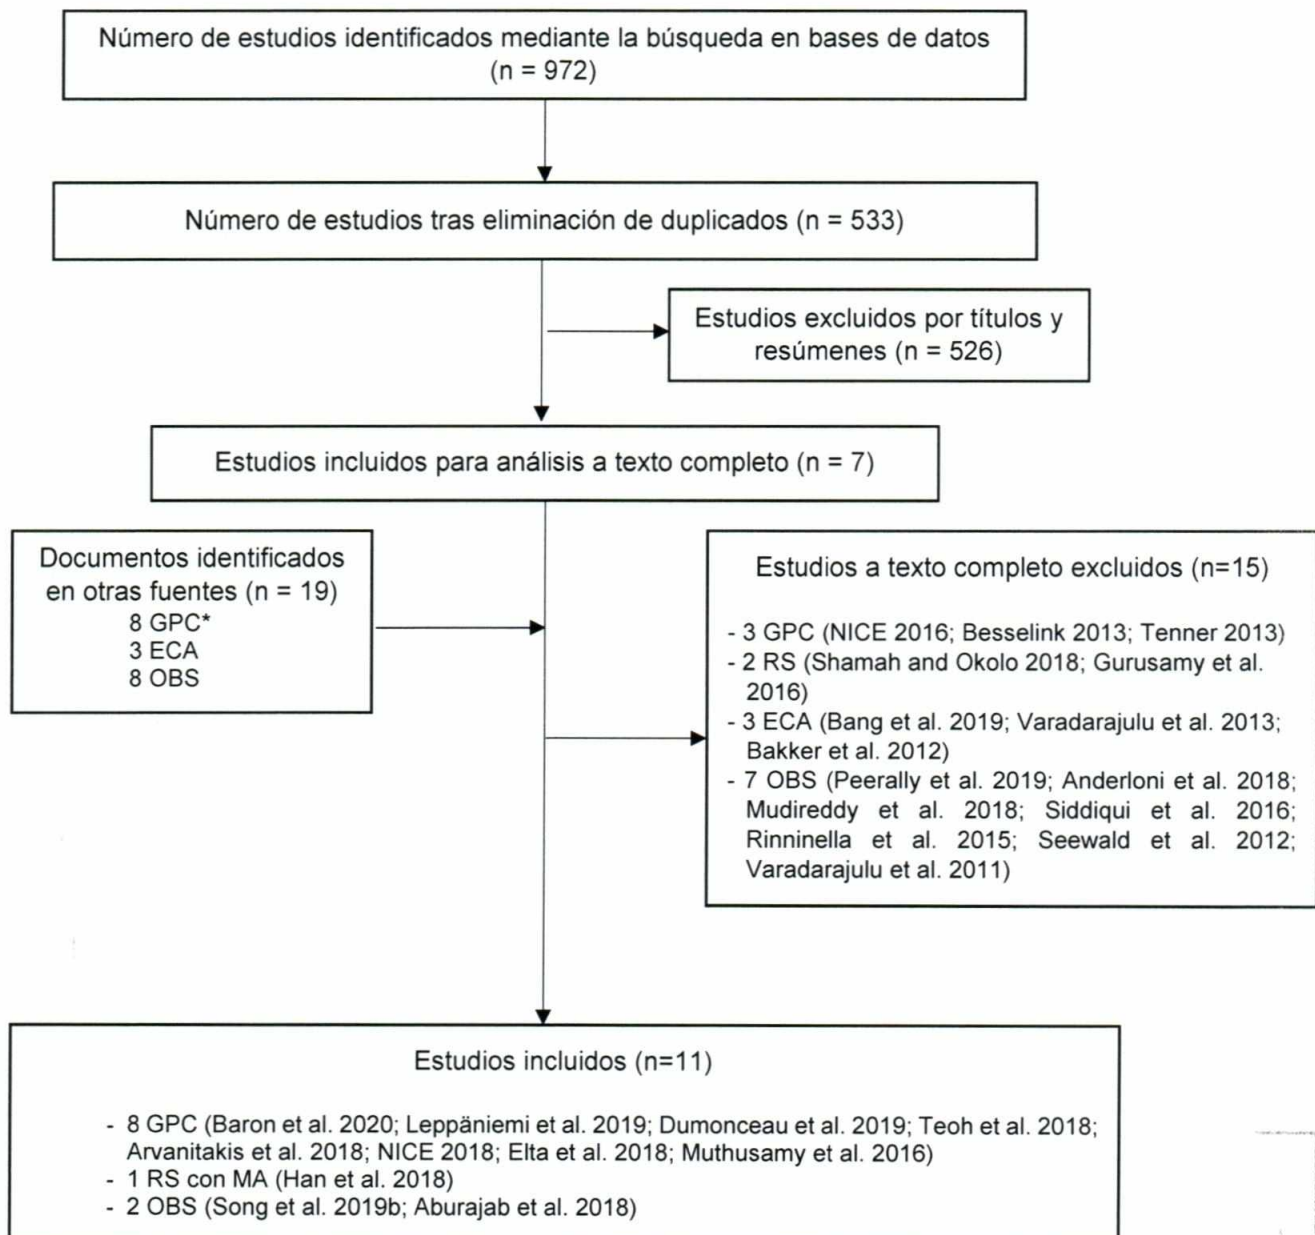 Número de estudios identificados mediante la búsqueda en bases de datos
(n = 972)
Número de estudios tras eliminación de duplicados (n = 533)
Estudios excluidos por títulos y
resúmenes (n = 526)
Estudios incluidos para análisis a texto completo (n = 7)
Documentos identificados
en otras fuentes (n = 19)
8 GPC*
3 ECA
8 OBS
Estudios a texto completo excluidos (n=15)
- 3 GPC (NICE 2016; Besselink 2013; Tenner 2013)
- 2 RS (Shamah and Okolo 2018; Gurusamy et al.
2016)
- 3 ECA (Bang et al. 2019; Varadarajulu et al. 2013;
Bakker et al. 2012)
- 7 OBS (Peerally et al. 2019; Anderloni et al. 2018;
Mudireddy et al. 2018; Siddiqui et al. 2016;
Rinninella et al. 2015; Seewald et al. 2012;
Varadarajulu et al. 2011)
Estudios incluidos (n=11)
- 8 GPC (Baron et al. 2020; Leppäniemi et al. 2019; Dumonceau et al. 2019; Teoh et al. 2018;
Arvanitakis et al. 2018; NICE 2018; Elta et al. 2018; Muthusamy et al. 2016)
- 1 RS con MA (Han et al. 2018)
- 2 OBS (Song et al. 2019b; Aburajab et al. 2018)